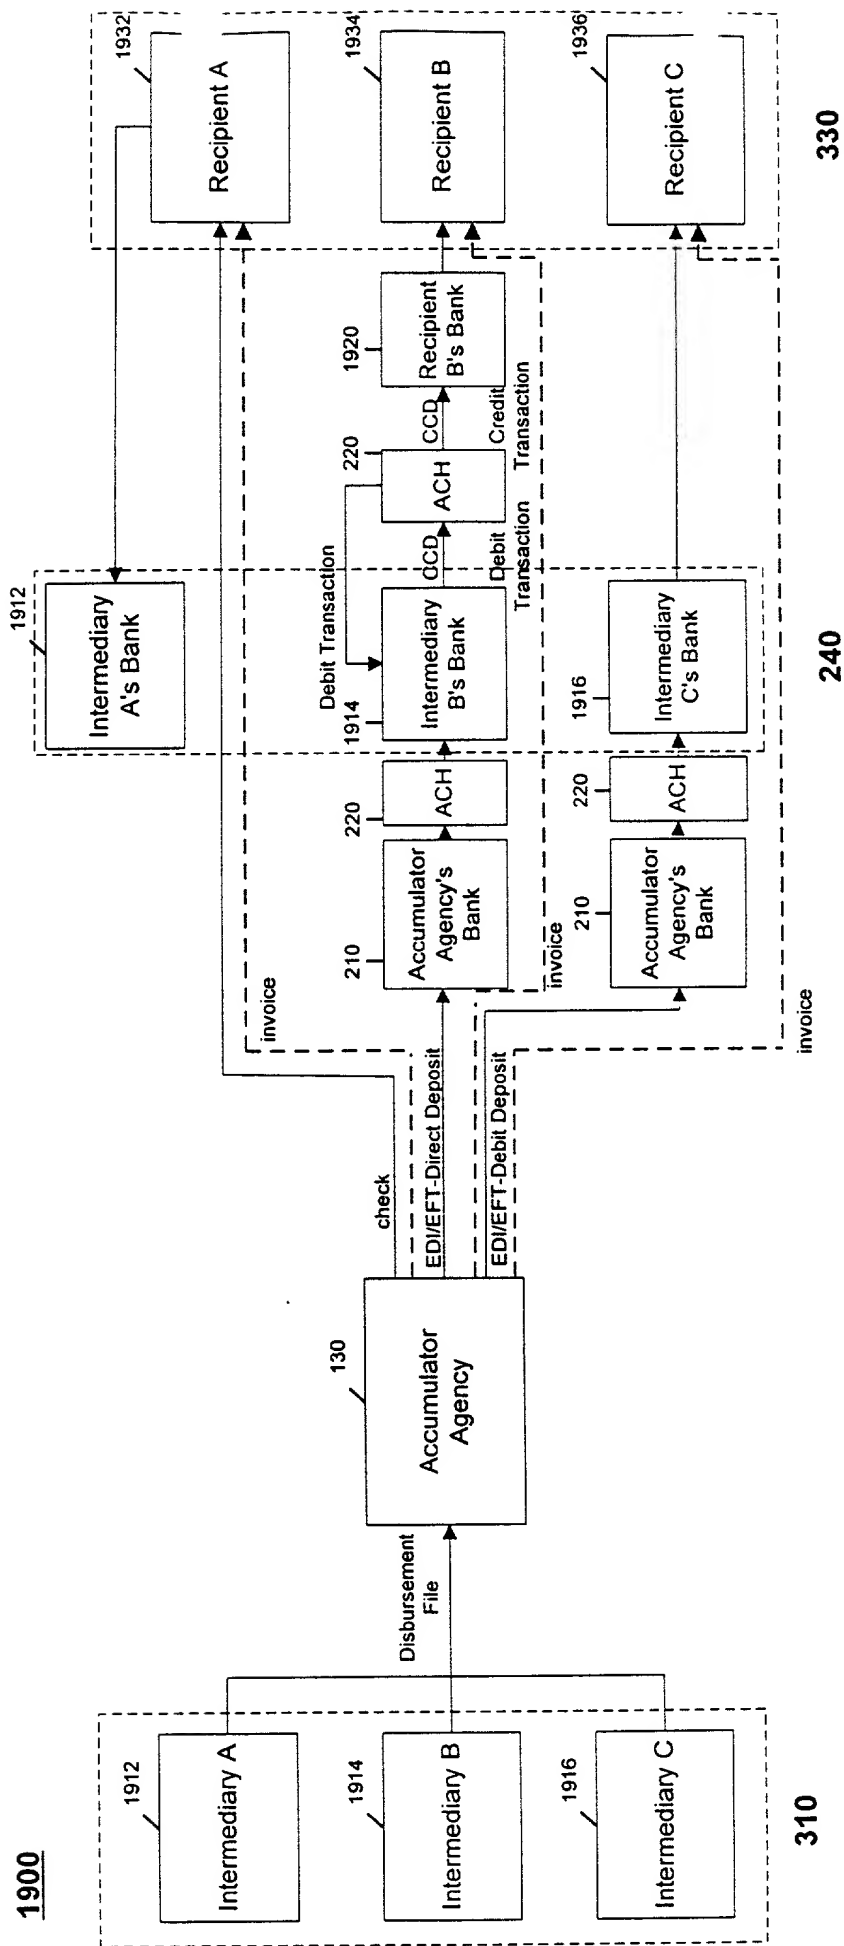 1900
1912
Intermediary A
1914
Intermediary B
1916
Intermediary C
310
Disbursement
File
130
Accumulator
Agency
check
EDI/EFT-Direct Deposit
EDI/EFT-Debit Deposit
invoice
invoice
invoice
210
Accumulator
Agency's
Bank
220
ACH
210
Accumulator
Agency's
Bank
220
ACH
1912
Intermediary
A's Bank
1914
Intermediary
B's Bank
Debit Transaction
1916
Intermediary
C's Bank
240
CCD
Debit
Transaction
220
ACH
CCD
Credit
Transaction
1920
Recipient
B's Bank
1932
Recipient A
1934
Recipient B
1936
Recipient C
330